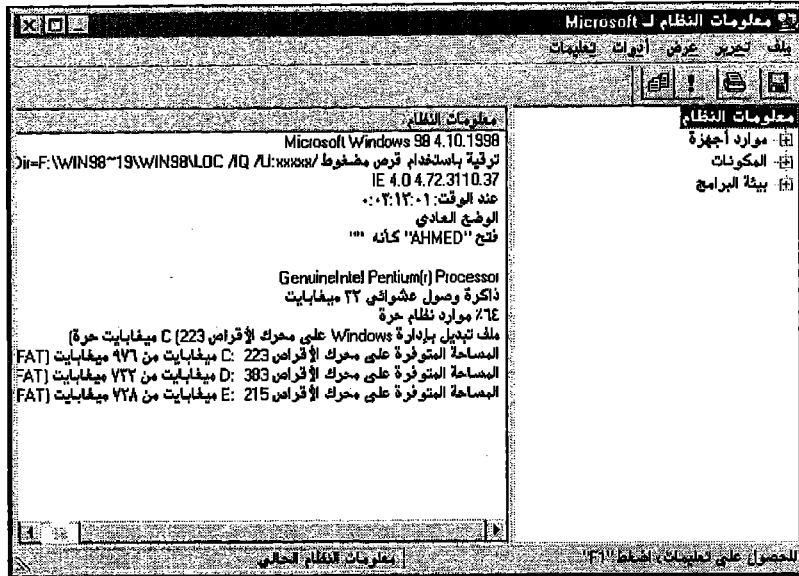 معلومات النظام لـ Microsoft
ملف تحرير عرض أدوات تعليمات
معلومات النظام
موارد أجهزة
المكونات
بيئة البرامج
معلومات النظام
Microsoft Windows 98 4.10.1998
ترقية باستخدام قرص مضغوط /Dir=F:\WIN98~19\WIN98\LOC /IQ /U:xxxxx
IE 4.0 4.72.3110.37
عند الوقت: ٠:٠٣:١٣:٠١
الوضع العادي
فتح "AHMED" كأنه ""
GenuineIntel Pentium(r) Processor
ذاكرة وصول عشوائي ٣٢ ميغابايت
٦٤٪ موارد نظام حرة
ملف تبديل بإدارة Windows على محرك الأقراص C (223 ميغابايت حرة)
المساحة المتوفرة على محرك الأقراص C: 223 ميغابايت من ٩٧٦ ميغابايت (FAT
المساحة المتوفرة على محرك الأقراص D: 383 ميغابايت من ٧٣٢ ميغابايت (FAT
المساحة المتوفرة على محرك الأقراص E: 215 ميغابايت من ٧٢٨ ميغابايت (FAT
للحصول على تعليمات، اضغط "F1"
معلومات النظام الحالي